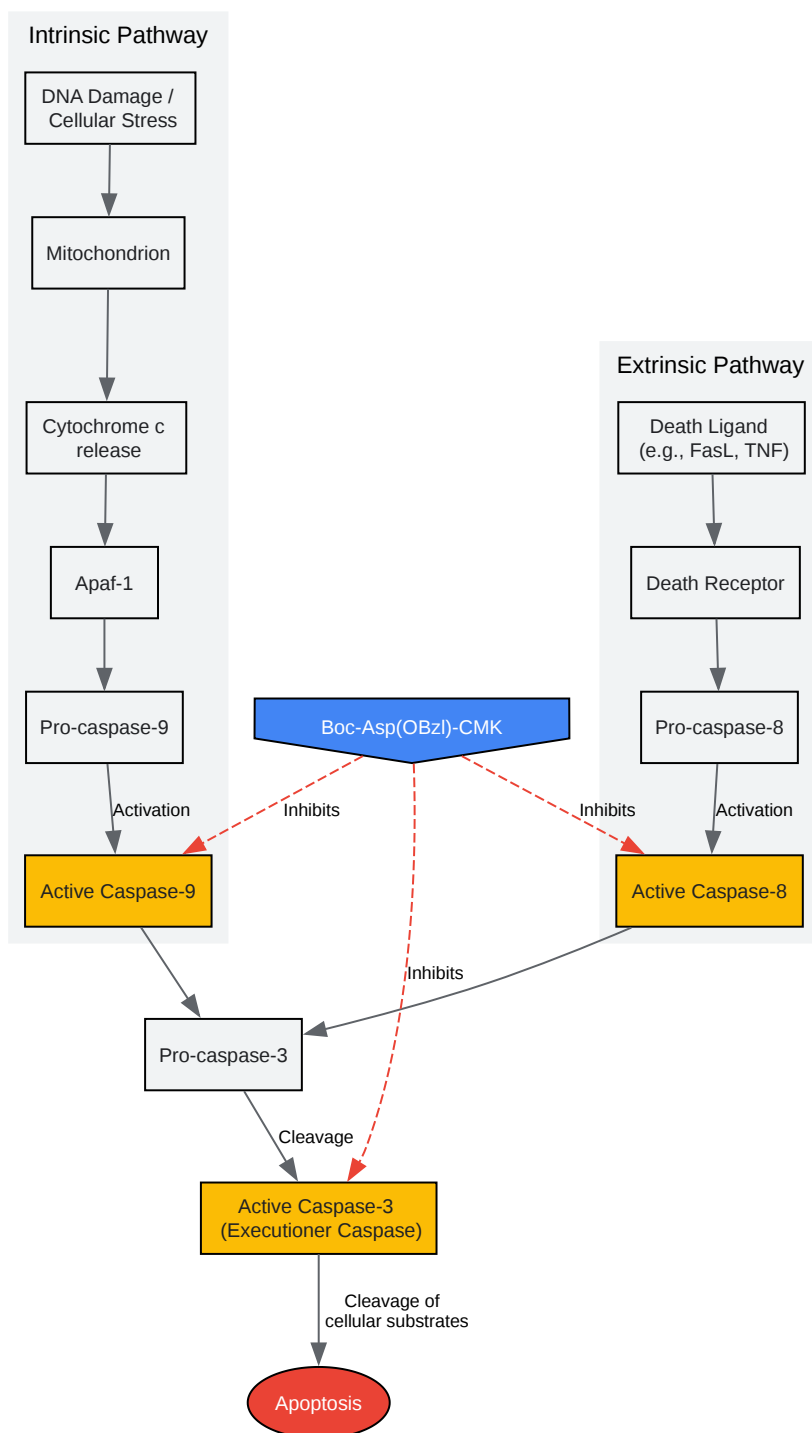 Intrinsic Pathway
DNA Damage /
Cellular Stress
Mitochondrion
Extrinsic Pathway
Cytochrome c
release
Death Ligand
(e.g., FasL, TNF)
Apaf-1
Death Receptor
Pro-caspase-9
Boc-Asp(OBzl)-CMK
Pro-caspase-8
Activation
Inhibits
Inhibits
Activation
Active Caspase-9
Active Caspase-8
Inhibits
Pro-caspase-3
Cleavage
Active Caspase-3
(Executioner Caspase)
Cleavage of
cellular substrates
Apoptosis